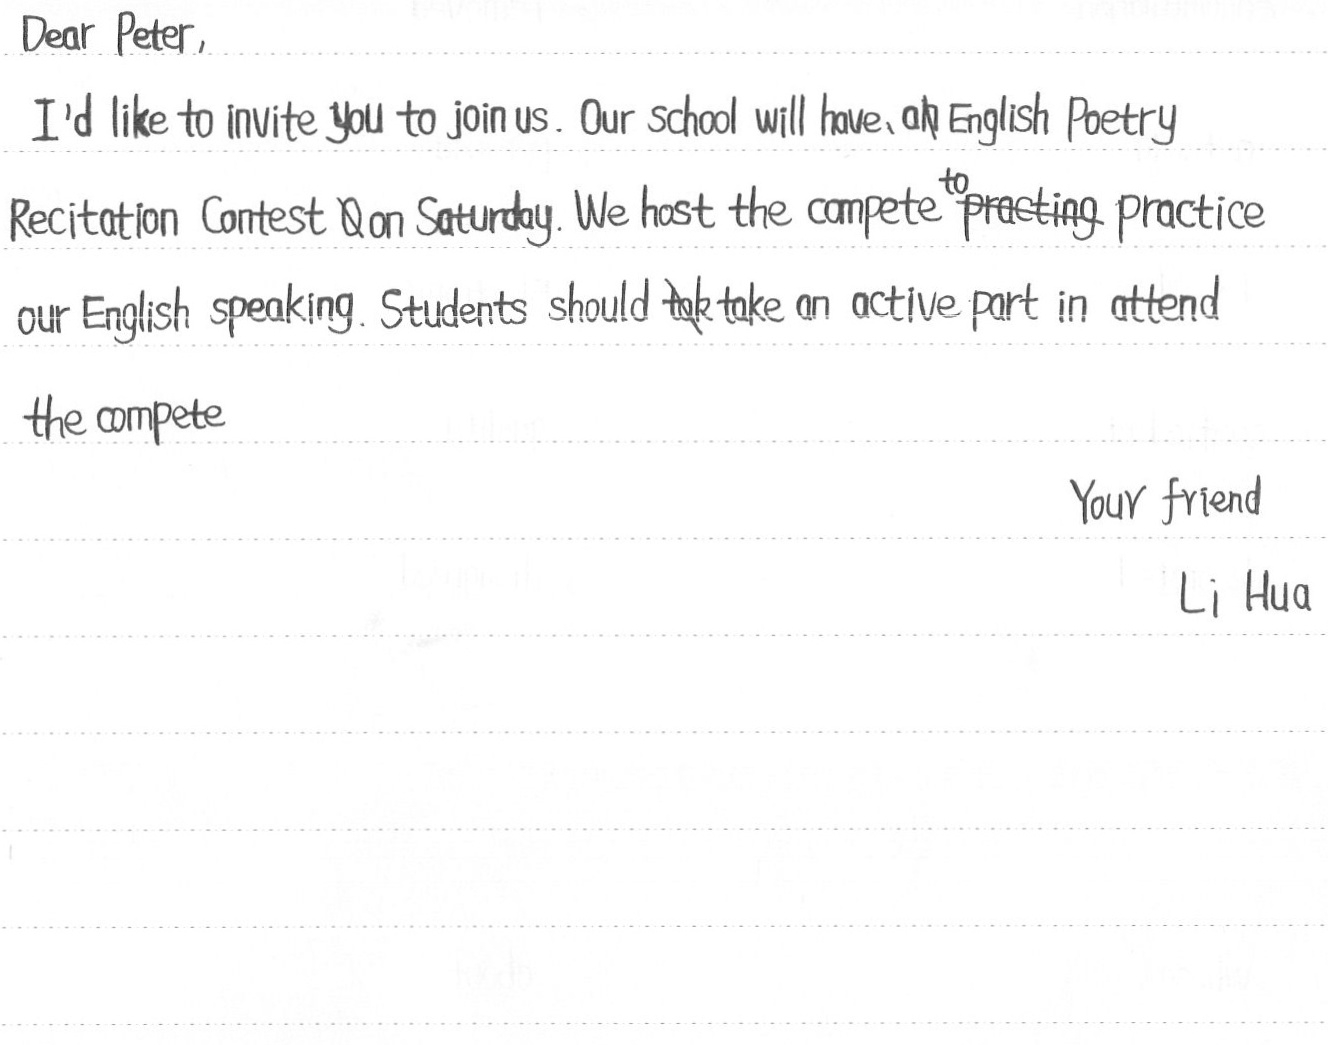 Dear Peter,
I'd like to invite you to join us. Our school will have an English Poetry
Recitation Contest on Saturday. We host the compete to practice
our English speaking. Students should take an active part in attend
the compete
Your friend
Li Hua